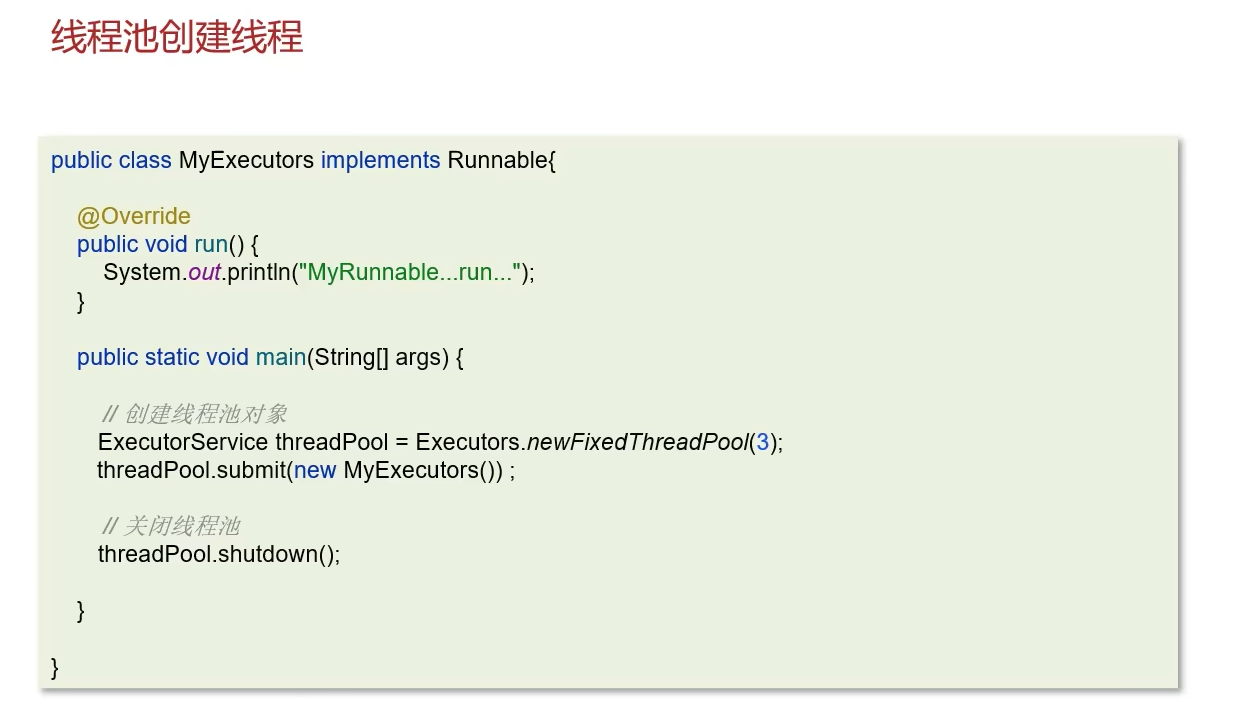 线程池创建线程
public class MyExecutors implements Runnable{
@Override
public void run() {
System.out.println("MyRunnable...run...");
}
public static void main(String[] args) {
// 创建线程池对象
ExecutorService threadPool = Executors.newFixedThreadPool(3);
threadPool.submit(new MyExecutors()) ;
// 关闭线程池
threadPool.shutdown();
}
}